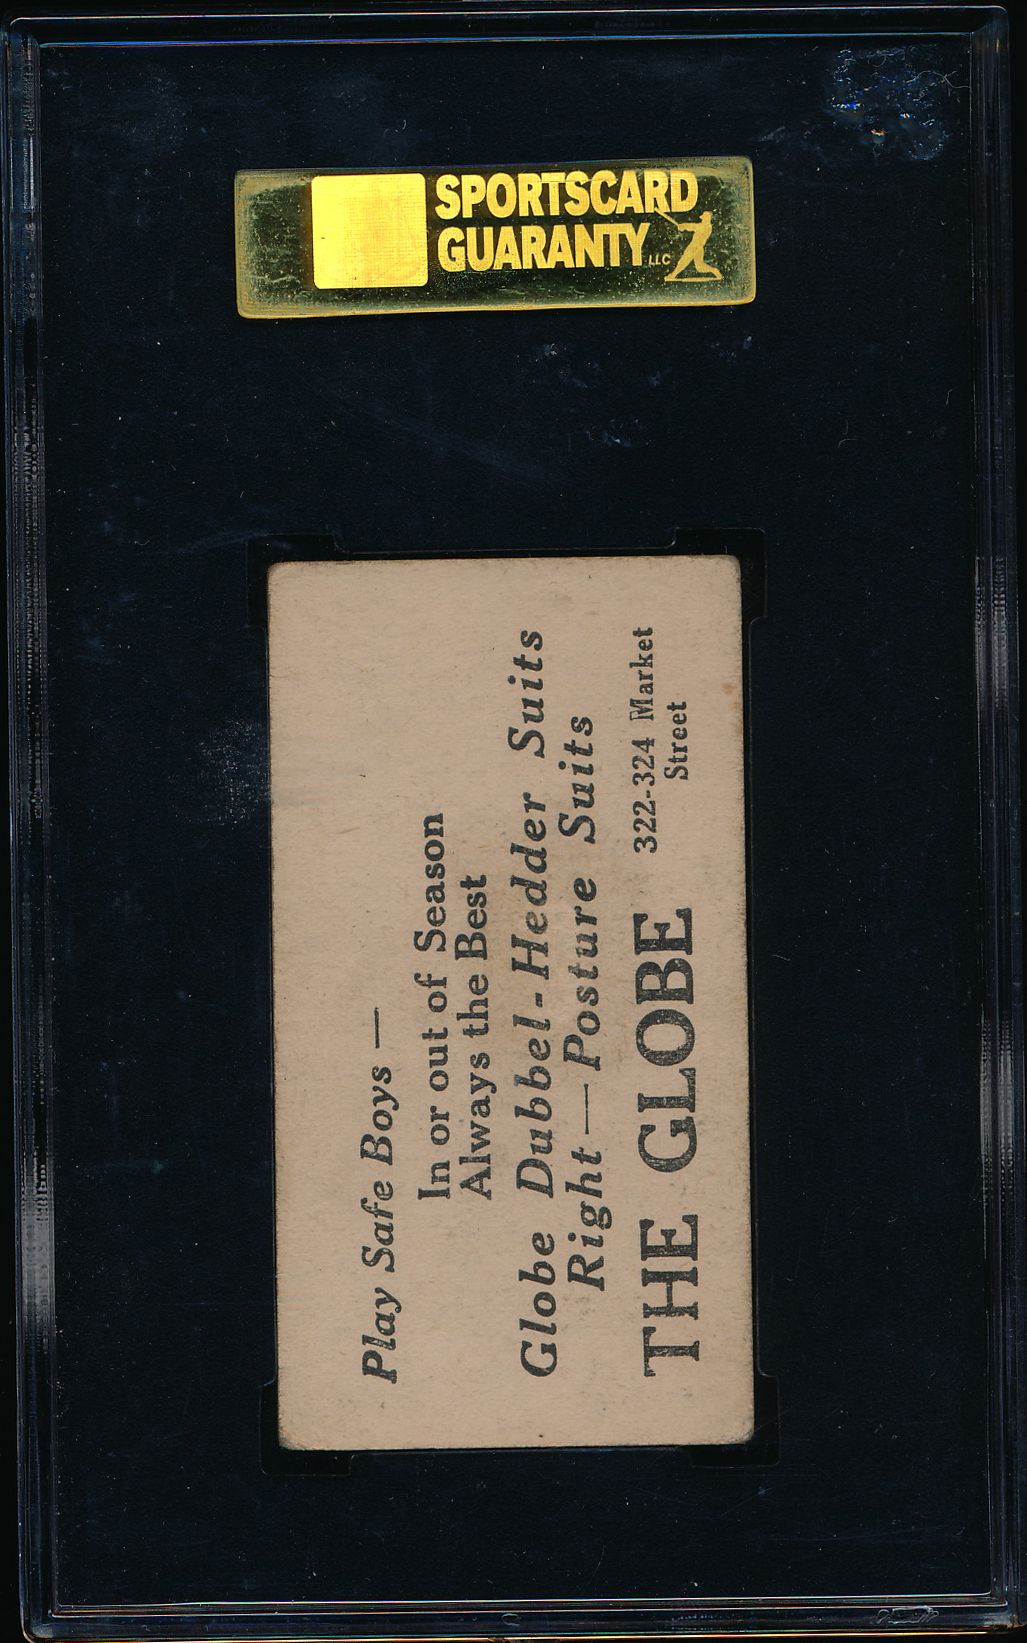 SPORTSCARD
GUARANTY LLC
Play Safe Boys —
In or out of Season
Always the Best
Globe Dubbel-Hedder Suits
Right — Posture Suits
THE GLOBE 322-324 Market
Street